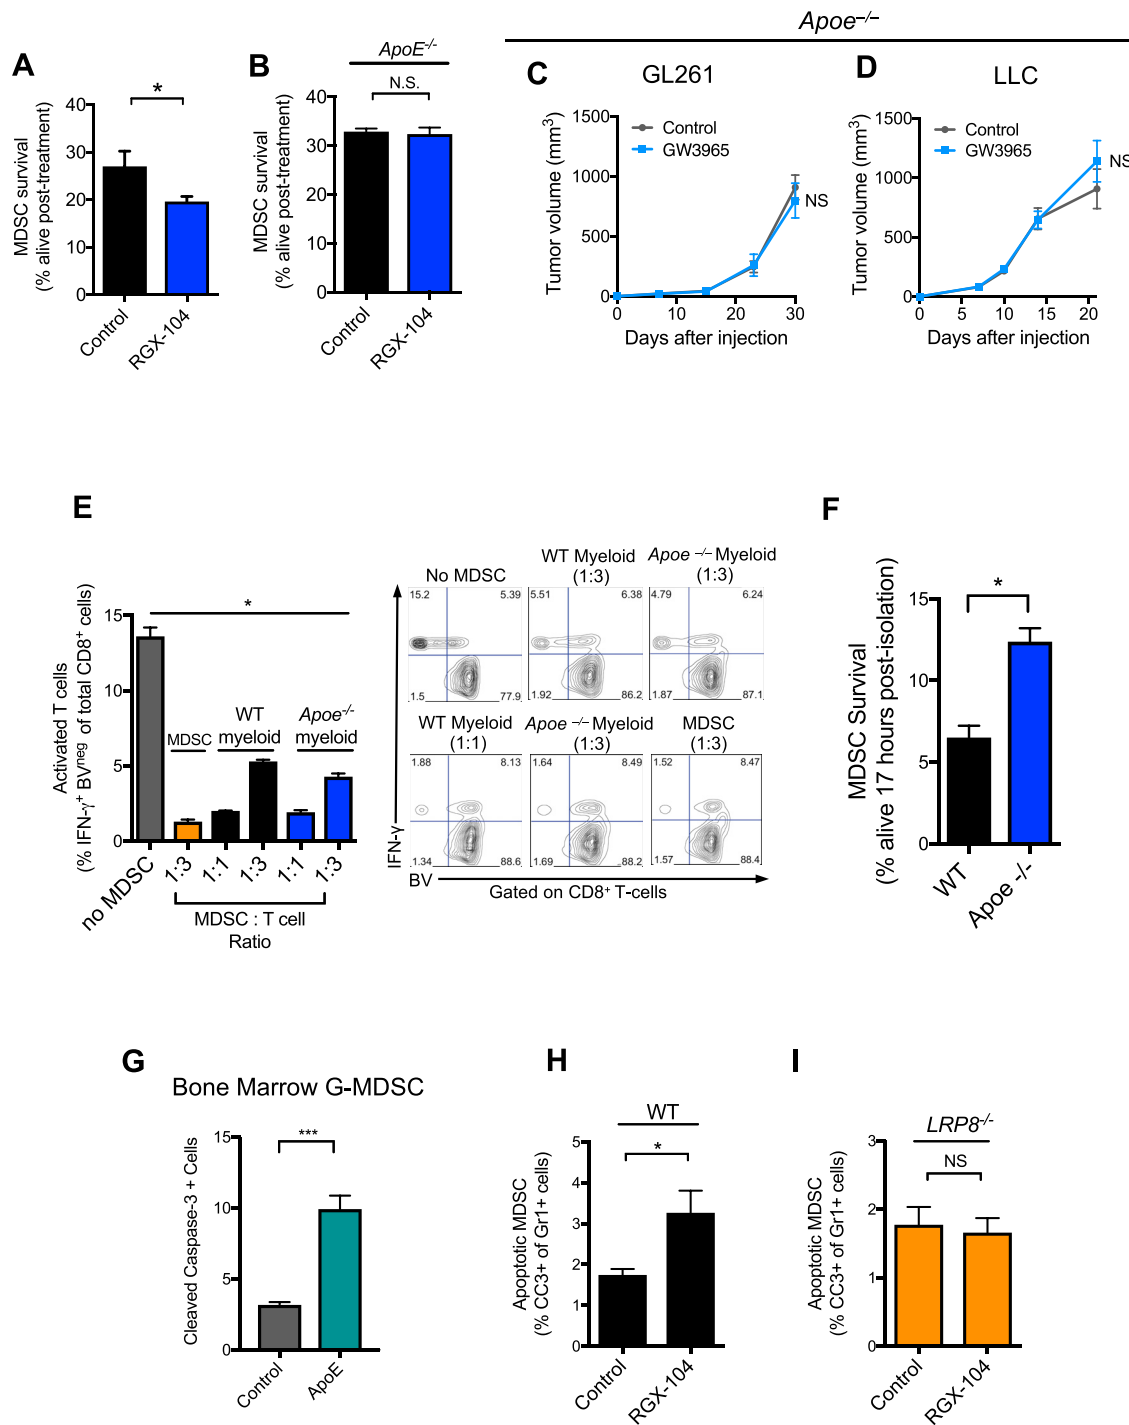 Apoe–/–
A
MDSC survival
(% alive post-treatment)
40
30
20
10
0
*
Control
RGX-104
B
ApoE-/-
N.S.
MDSC survival
(% alive post-treatment)
40
30
20
10
0
Control
RGX-104
C
GL261
Control
GW3965
Tumor volume (mm3)
1500
1000
500
0
NS
0 10 20 30
Days after injection
D
LLC
Control
GW3965
Tumor volume (mm3)
1500
1000
500
0
NS
0 5 10 15 20
Days after injection
E
Activated T cells
(% IFN-γ+ BVneg of total CD8+ cells)
15
10
5
0
*
MDSC
WT
myeloid
Apoe-/-
myeloid
no MDSC
1:3
1:1
1:3
1:1
1:3
MDSC : T cell
Ratio
No MDSC
WT Myeloid
(1:3)
Apoe –/– Myeloid
(1:3)
15.2 5.39
1.5 77.9
5.51 6.38
1.92 86.2
4.79 6.24
1.87 87.1
WT Myeloid
(1:1)
Apoe –/– Myeloid
(1:3)
MDSC
(1:3)
1.88 8.13
1.34 88.6
1.64 8.49
1.69 88.2
1.52 8.47
1.57 88.4
IFN-γ
BV
Gated on CD8+ T-cells
F
MDSC Survival
(% alive 17 hours post-isolation)
15
10
5
0
*
WT
Apoe -/-
G
Bone Marrow G-MDSC
Cleaved Caspase-3 + Cells
15
10
5
0
***
Control
ApoE
H
WT
Apoptotic MDSC
(% CC3+ of Gr1+ cells)
5
4
3
2
1
0
*
Control
RGX-104
I
LRP8-/-
NS
Apoptotic MDSC
(% CC3+ of Gr1+ cells)
3
2
1
0
Control
RGX-104